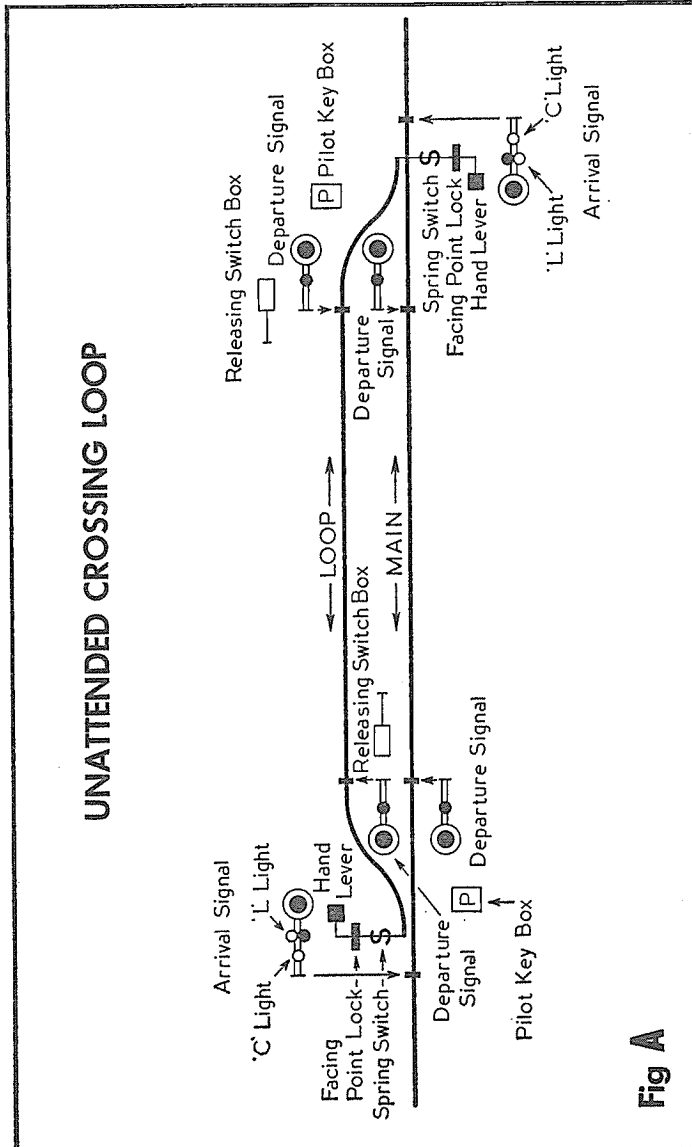 UNATTENDED CROSSING LOOP
Releasing Switch Box
Departure Signal
P Pilot Key Box
LOOP
MAIN
Departure
Signal
Spring Switch S
Facing Point Lock
Hand Lever
'L' Light
'C' Light
Arrival Signal
Arrival Signal
'C' Light
'L' Light
Hand
Lever
Facing
Point Lock
Spring Switch S
Releasing Switch Box
Departure Signal
Departure
Signal
P
Pilot Key Box
Fig A